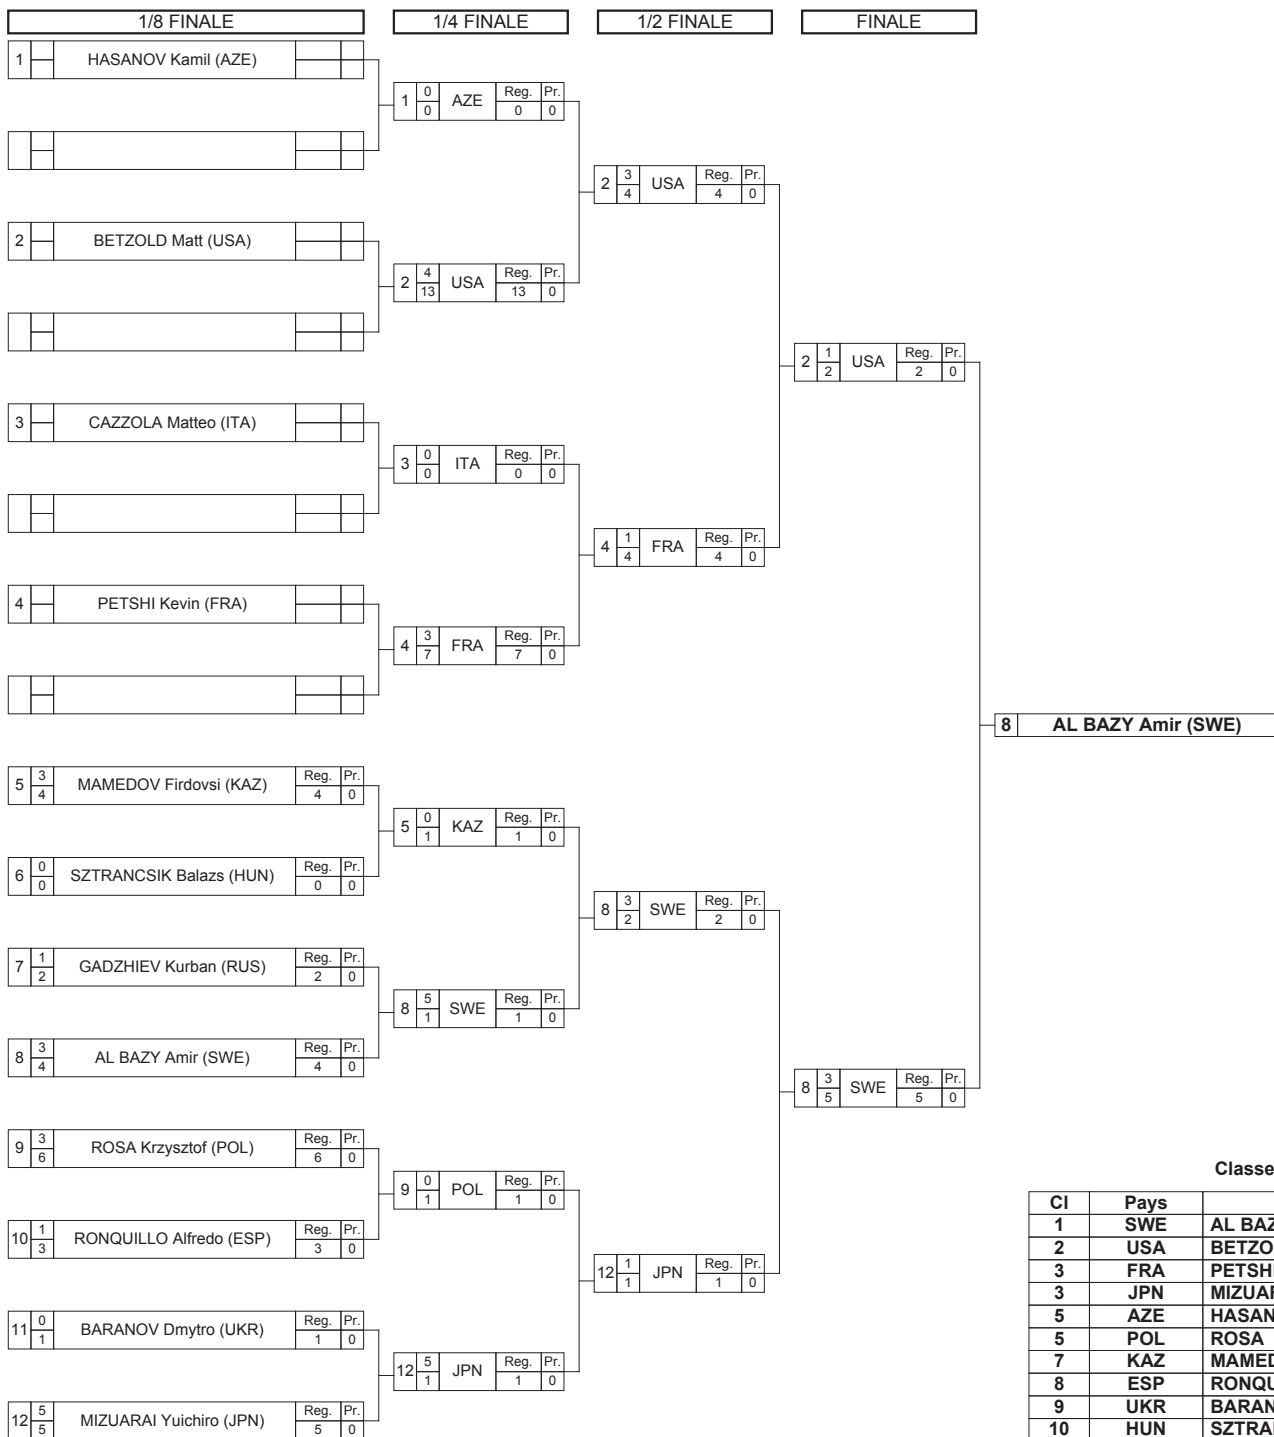 1/8 FINALE 1/4 FINALE 1/2 FINALE FINALE
1 HASANOV Kamil (AZE)
1 0 0 AZE Reg. Pr. 0 0
2 3 4 USA Reg. Pr. 4 0
2 BETZOLD Matt (USA)
2 4 13 USA Reg. Pr. 13 0
2 1 2 USA Reg. Pr. 2 0
3 CAZZOLA Matteo (ITA)
3 0 0 ITA Reg. Pr. 0 0
4 1 4 FRA Reg. Pr. 4 0
4 PETSHI Kevin (FRA)
4 3 7 FRA Reg. Pr. 7 0
8 AL BAZY Amir (SWE)
5 3 4 MAMEDOV Firdovsi (KAZ) Reg. Pr. 4 0
5 0 1 KAZ Reg. Pr. 1 0
6 0 0 SZTRANCSIK Balazs (HUN) Reg. Pr. 0 0
8 3 2 SWE Reg. Pr. 2 0
7 1 2 GADZHIEV Kurban (RUS) Reg. Pr. 2 0
8 5 1 SWE Reg. Pr. 1 0
8 3 4 AL BAZY Amir (SWE) Reg. Pr. 4 0
8 3 5 SWE Reg. Pr. 5 0
9 3 6 ROSA Krzysztof (POL) Reg. Pr. 6 0
9 0 1 POL Reg. Pr. 1 0
10 1 3 RONQUILLO Alfredo (ESP) Reg. Pr. 3 0
12 1 1 JPN Reg. Pr. 1 0
11 0 1 BARANOV Dmytro (UKR) Reg. Pr. 1 0
12 5 1 JPN Reg. Pr. 1 0
12 5 5 MIZUARAI Yuichiro (JPN) Reg. Pr. 5 0
Classe
Cl Pays
1 SWE AL BAZ
2 USA BETZO
3 FRA PETSHI
3 JPN MIZUAR
5 AZE HASAN
5 POL ROSA
7 KAZ MAMED
8 ESP RONQU
9 UKR BARAN
10 HUN SZTRAN